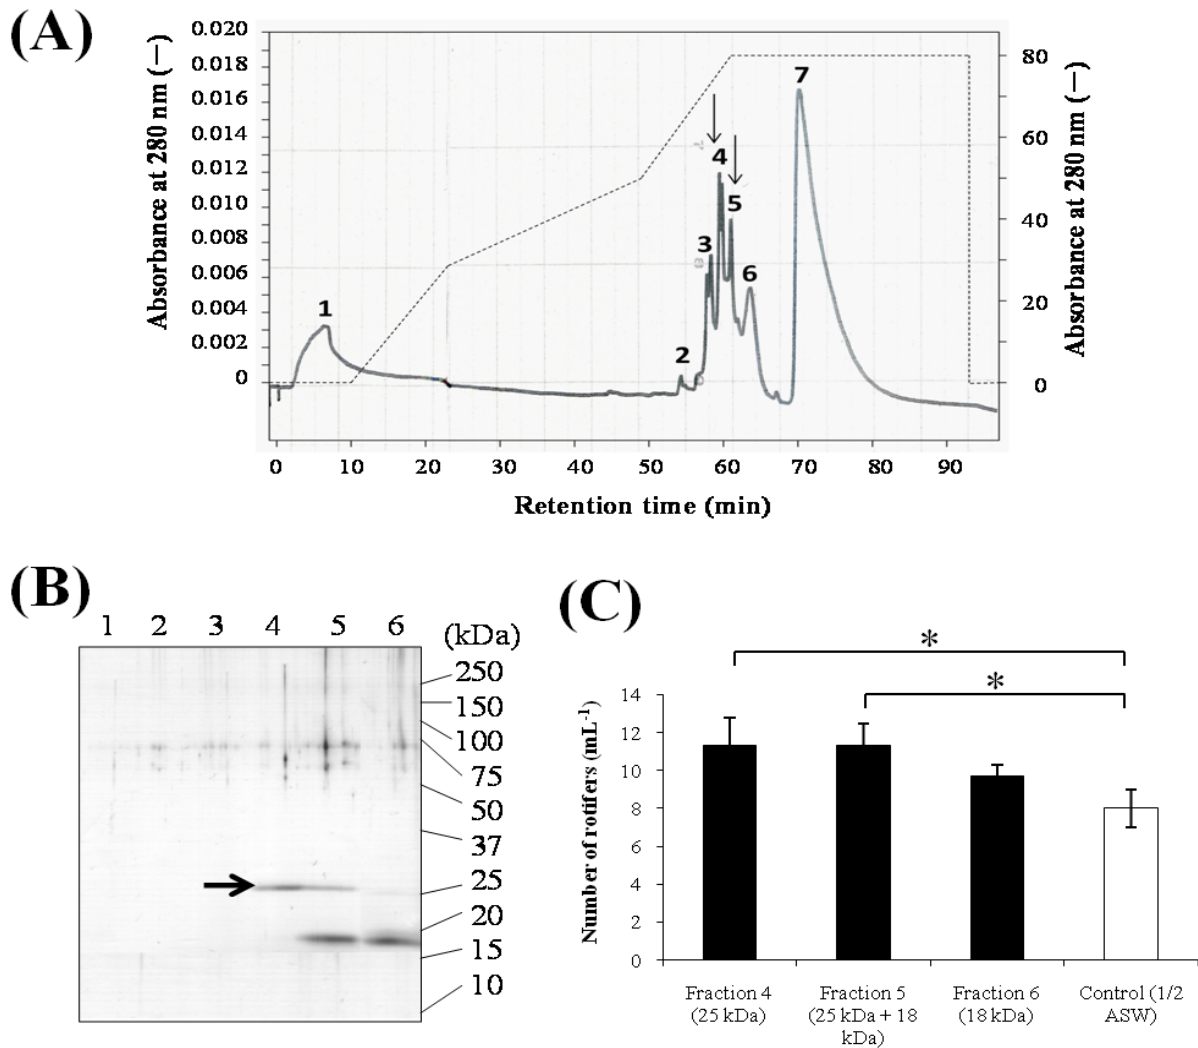 (A)
Absorbance at 280 nm (—)
0.020
0.018
0.016
0.014
0.012
0.010
0.008
0.006
0.004
0.002
0
1
2
3
4
5
6
7
80
60
40
20
0
Absorbance at 280 nm (—)
0 10 20 30 40 50 60 70 80 90
Retention time (min)
(B)
1 2 3 4 5 6 (kDa)
250
150
100
75
50
37
25
20
15
10
(C)
*
*
Number of rotifers (mL-1)
14
12
10
8
6
4
2
0
Fraction 4
(25 kDa)
Fraction 5
(25 kDa + 18
kDa)
Fraction 6
(18 kDa)
Control (1/2
ASW)